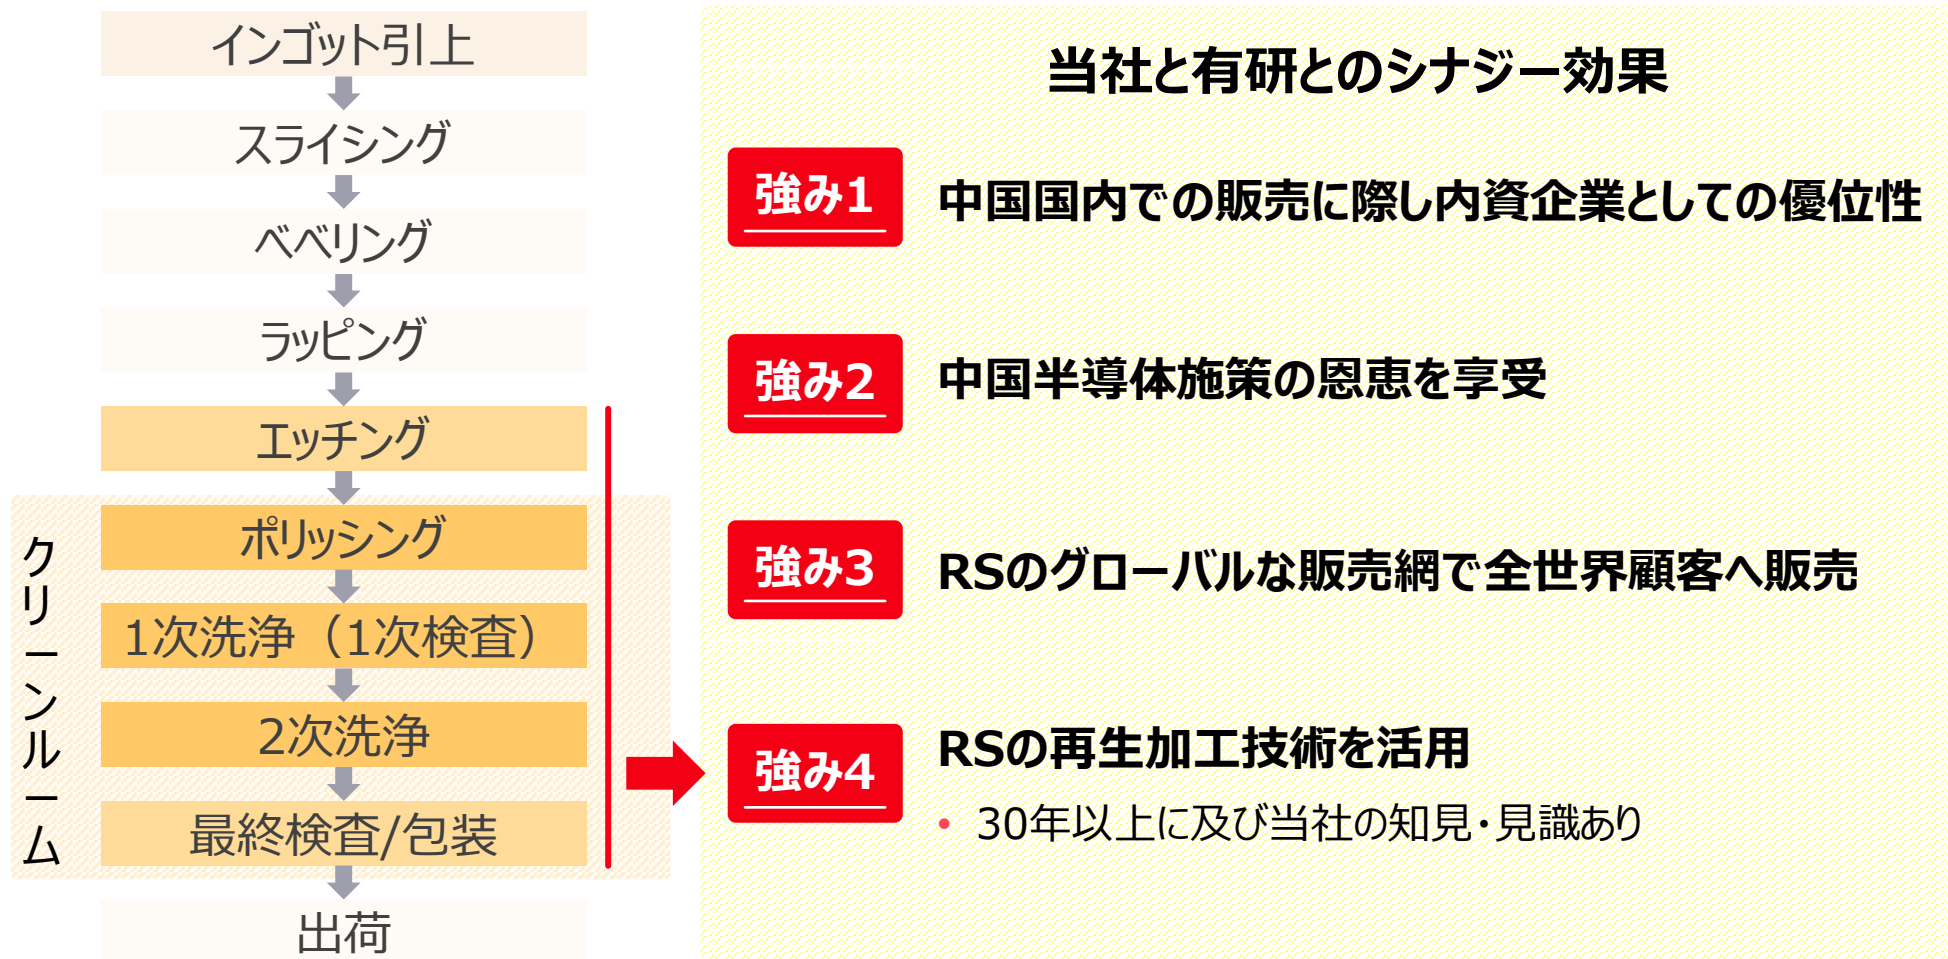 インゴット引上
スライシング
べべリング
ラッピング
エッチング
ポリッシング
1次洗浄（1次検査）
2次洗浄
最終検査/包装
出荷
クリーンルーム
当社と有研とのシナジー効果
強み1
中国国内での販売に際し内資企業としての優位性
強み2
中国半導体施策の恩恵を享受
強み3
RSのグローバルな販売網で全世界顧客へ販売
強み4
RSの再生加工技術を活用
• 30年以上に及び当社の知見・見識あり